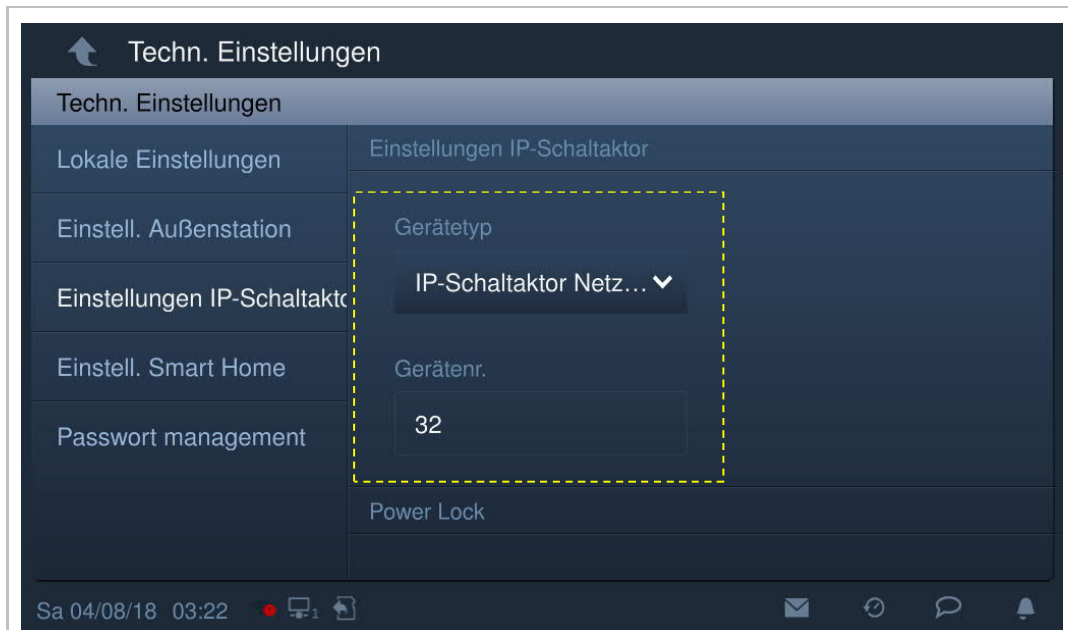 Techn. Einstellungen
Techn. Einstellungen
Lokale Einstellungen
Einstell. Außenstation
Einstellungen IP-Schaltakto
Einstell. Smart Home
Passwort management
Einstellungen IP-Schaltaktor
Gerätetyp
IP-Schaltaktor Netz...
Gerätenr.
32
Power Lock
Sa 04/08/18 03:22 1